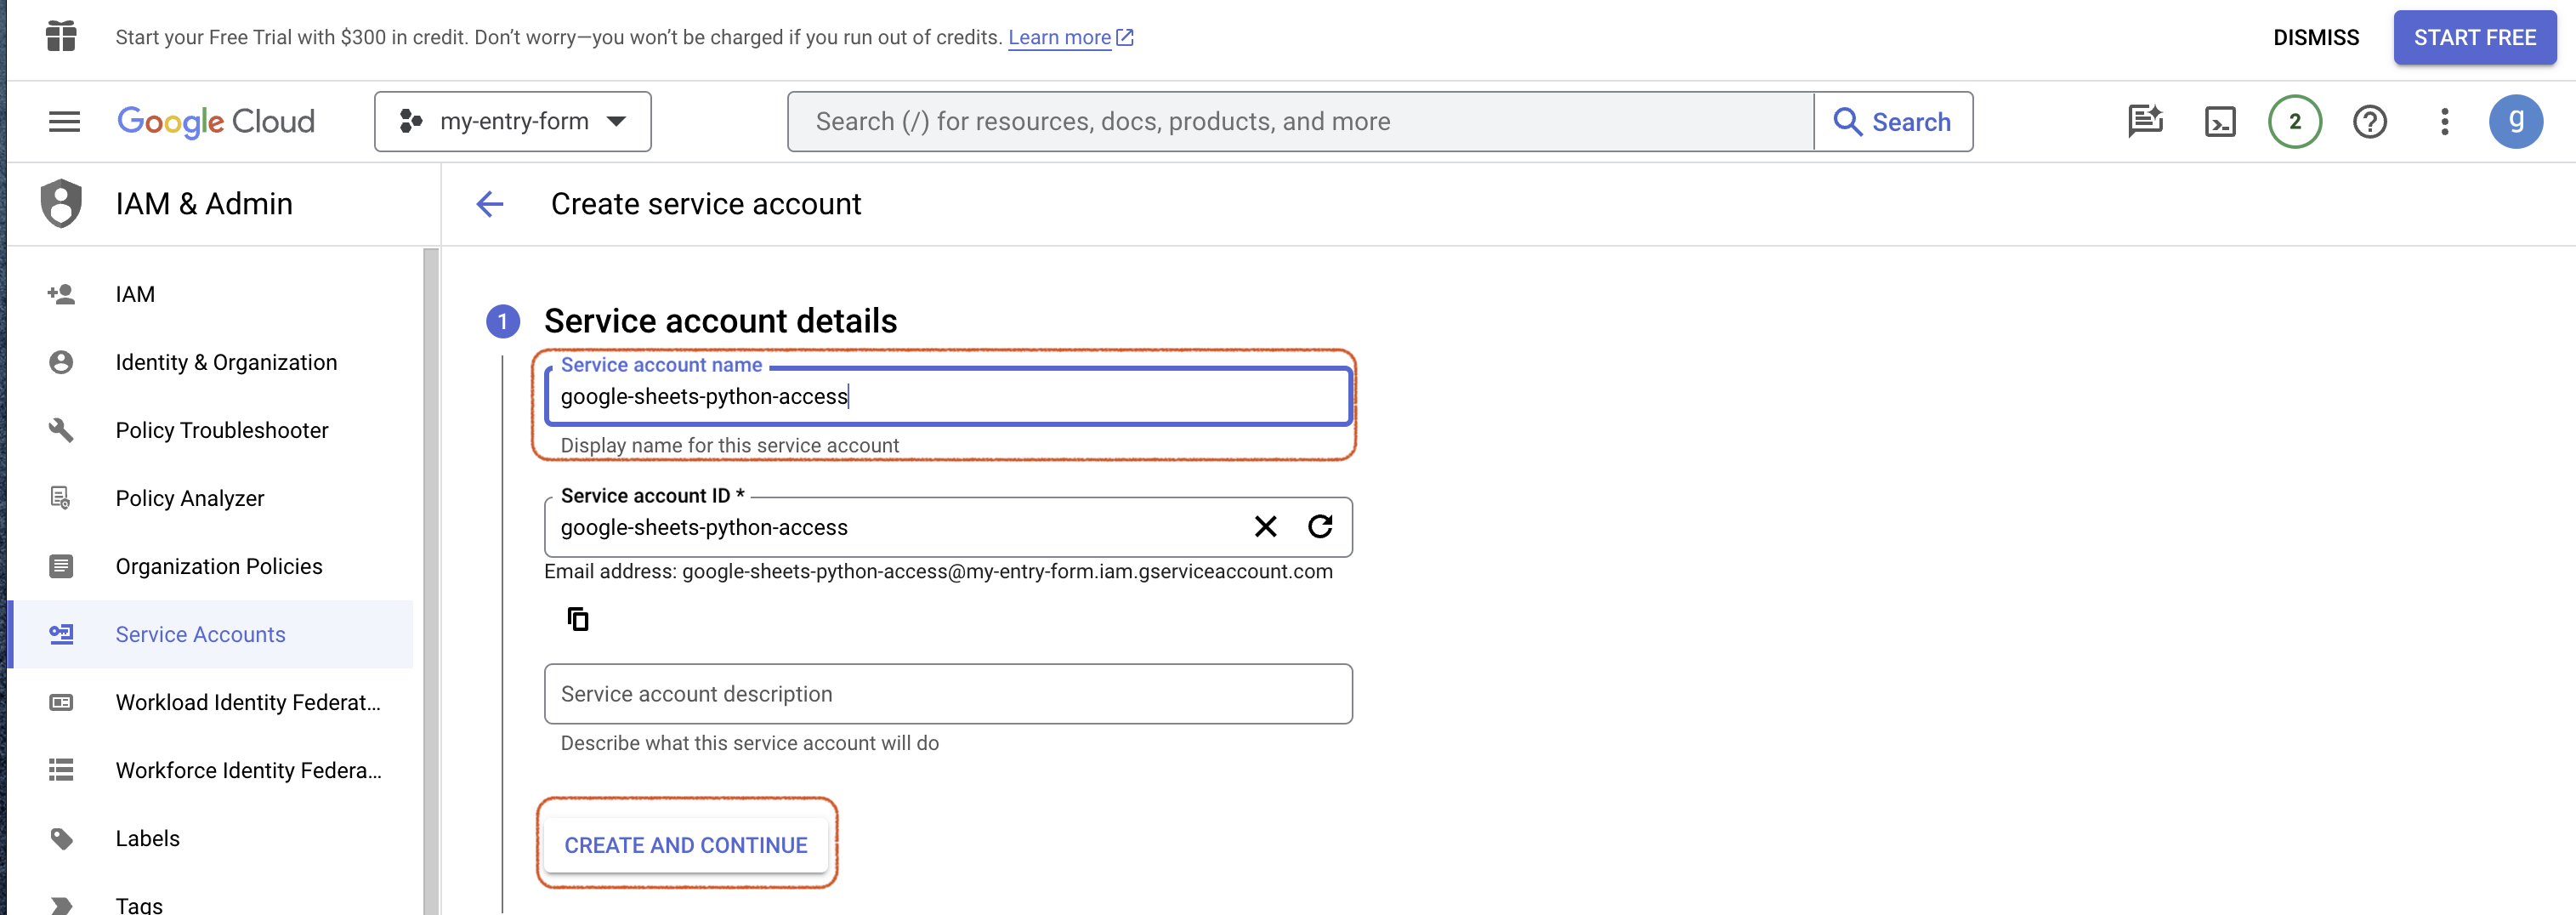 Start your Free Trial with $300 in credit. Don’t worry—you won’t be charged if you run out of credits. Learn more
DISMISS
START FREE
Google Cloud
my-entry-form
Search (/) for resources, docs, products, and more
Search
2
g
IAM & Admin
Create service account
IAM
Identity & Organization
Policy Troubleshooter
Policy Analyzer
Organization Policies
Service Accounts
Workload Identity Federat...
Workforce Identity Federa...
Labels
Tags
1
Service account details
Service account name
google-sheets-python-access
Display name for this service account
Service account ID *
google-sheets-python-access
Email address: google-sheets-python-access@my-entry-form.iam.gserviceaccount.com
Service account description
Describe what this service account will do
CREATE AND CONTINUE